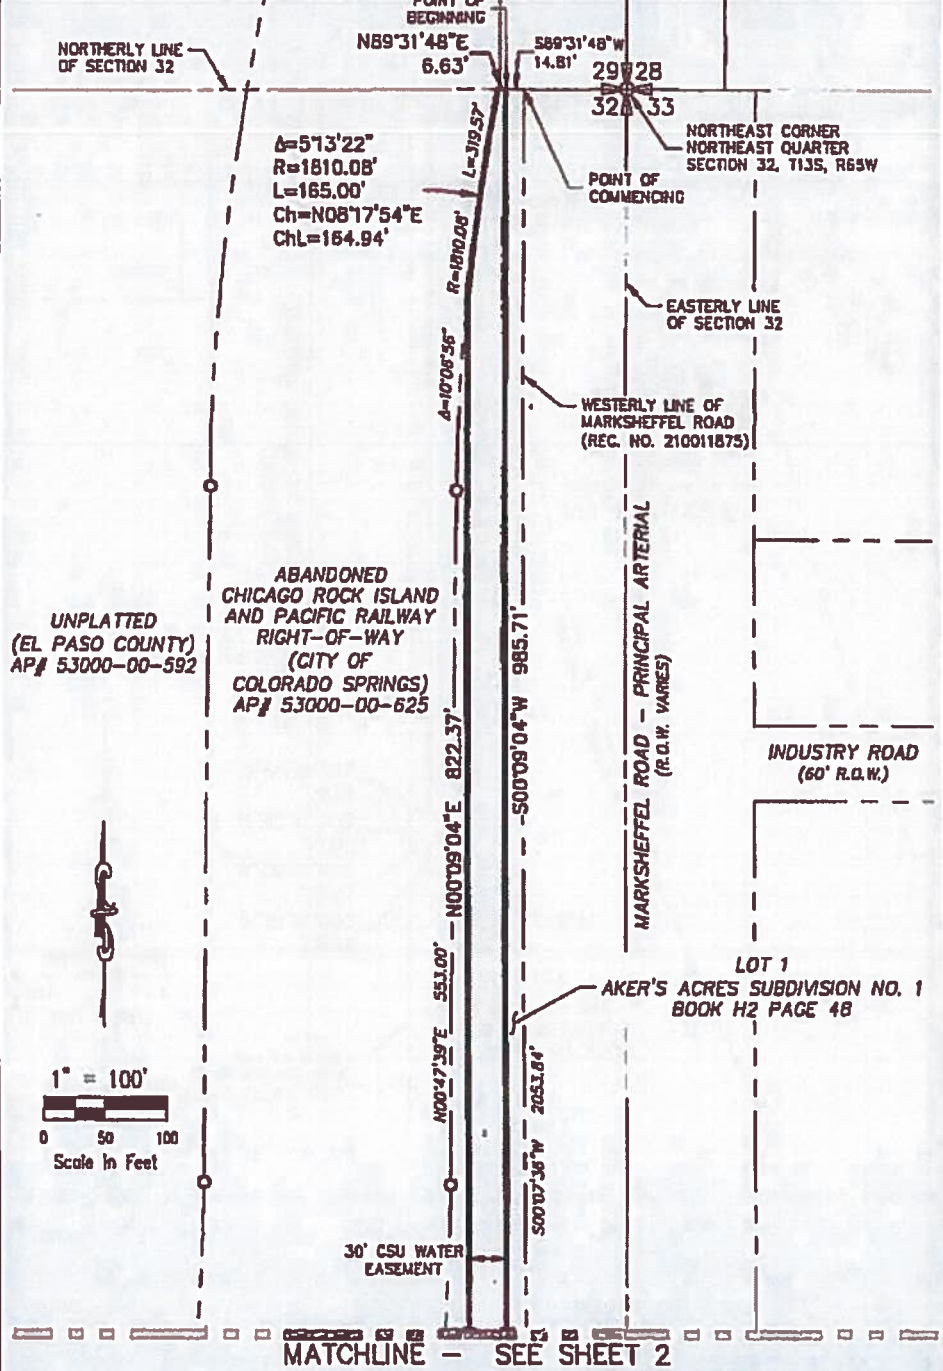 POINT OF
BEGINNING
NORTHERLY LINE
OF SECTION 32
N89°31'48"E
6.63'
S89°31'48"W
14.81'
29 28
32 33
NORTHEAST CORNER
NORTHEAST QUARTER
SECTION 32, T13S, R65W
Δ=5°13'22"
R=1810.08'
L=165.00'
Ch=N08°17'54"E
ChL=164.94'
L=319.57'
R=1810.08'
Δ=10°06'56"
POINT OF
COMMENCING
EASTERLY LINE
OF SECTION 32
WESTERLY LINE OF
MARKSHEFFEL ROAD
(REC. NO. 210011875)
UNPLATTED
(EL PASO COUNTY)
AP# 53000-00-592
ABANDONED
CHICAGO ROCK ISLAND
AND PACIFIC RAILWAY
RIGHT-OF-WAY
(CITY OF
COLORADO SPRINGS)
AP# 53000-00-625
N00°09'04"E 822.37'
S00°09'04"W 985.71'
MARKSHEFFEL ROAD - PRINCIPAL ARTERIAL
(R.O.W. VARIES)
INDUSTRY ROAD
(60' R.O.W.)
N00°47'39"E 553.00'
S00°07'36"W 2053.84'
LOT 1
AKER'S ACRES SUBDIVISION NO. 1
BOOK H2 PAGE 48
1" = 100'
0 50 100
Scale in Feet
30' CSU WATER
EASEMENT
MATCHLINE - SEE SHEET 2